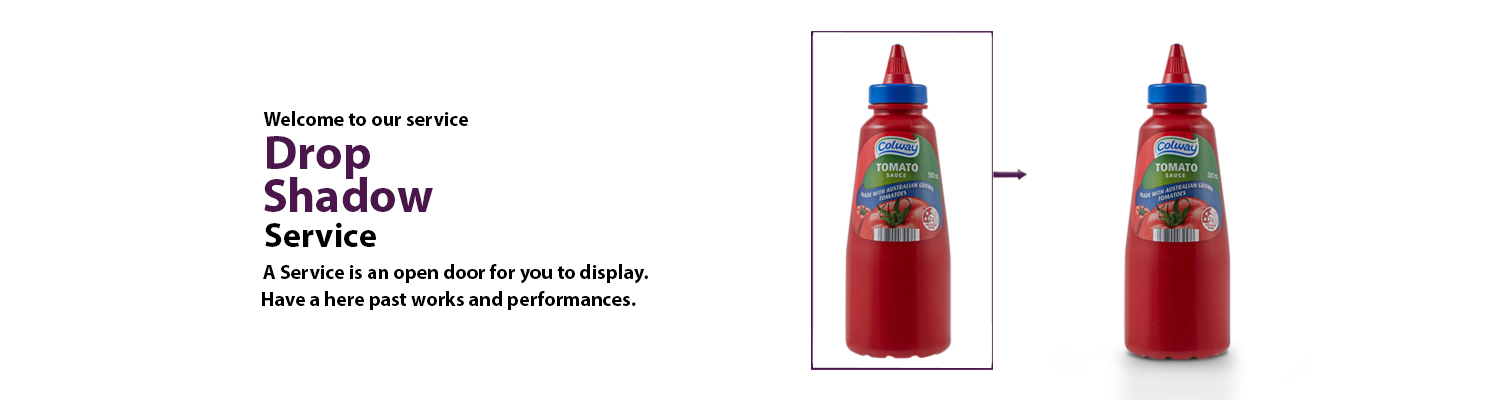 Welcome to our service
Drop
Shadow
Service
A Service is an open door for you to display.
Have a here past works and performances.
Colway
TOMATO
SAUCE
500 mL
MADE WITH AUSTRALIAN GROWN
TOMATOES
Colway
TOMATO
SAUCE
500 mL
MADE WITH AUSTRALIAN GROWN
TOMATOES